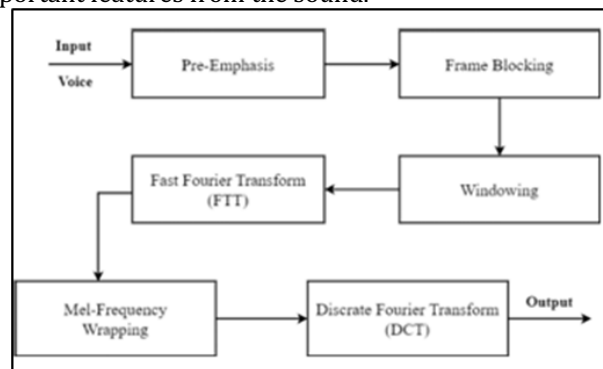 portant features from the sound.
Input
Voice
Pre-Emphasis
Frame Blocking
Fast Fourier Transform
(FTT)
Windowing
Mel-Frequency
Wrapping
Discrete Fourier Transform
(DCT)
Output